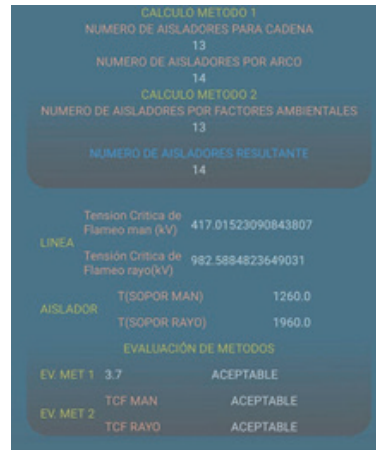 CALCULO METODO 1
NUMERO DE AISLADORES PARA CADENA
13
NUMERO DE AISLADORES POR ARCO
14
CALCULO METODO 2
NUMERO DE AISLADORES POR FACTORES AMBIENTALES
13
NUMERO DE AISLADORES RESULTANTE
14
LINEA
Tension Critica de
Flameo man (kV) 417.01523090843807
Tensión Critica de
Flameo rayo(kV) 982.5884823649031
AISLADOR
T(SOPOR MAN) 1260.0
T(SOPOR RAYO) 1960.0
EVALUACIÓN DE METODOS
EV. MET 1 3.7 ACEPTABLE
EV. MET 2
TCF MAN ACEPTABLE
TCF RAYO ACEPTABLE